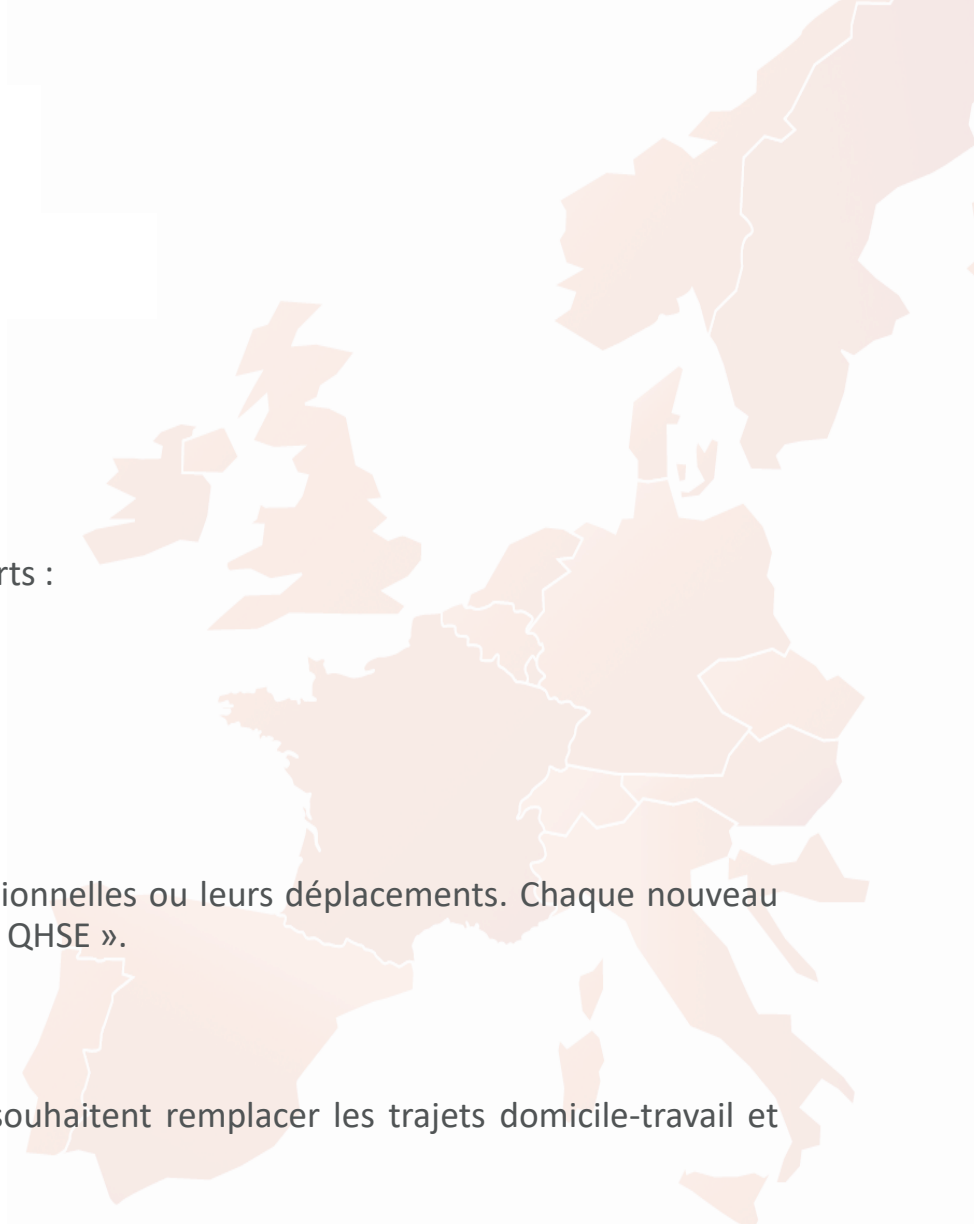 rts :
ionnelles ou leurs déplacements. Chaque nouveau
QHSE ».
souhaitent remplacer les trajets domicile-travail et